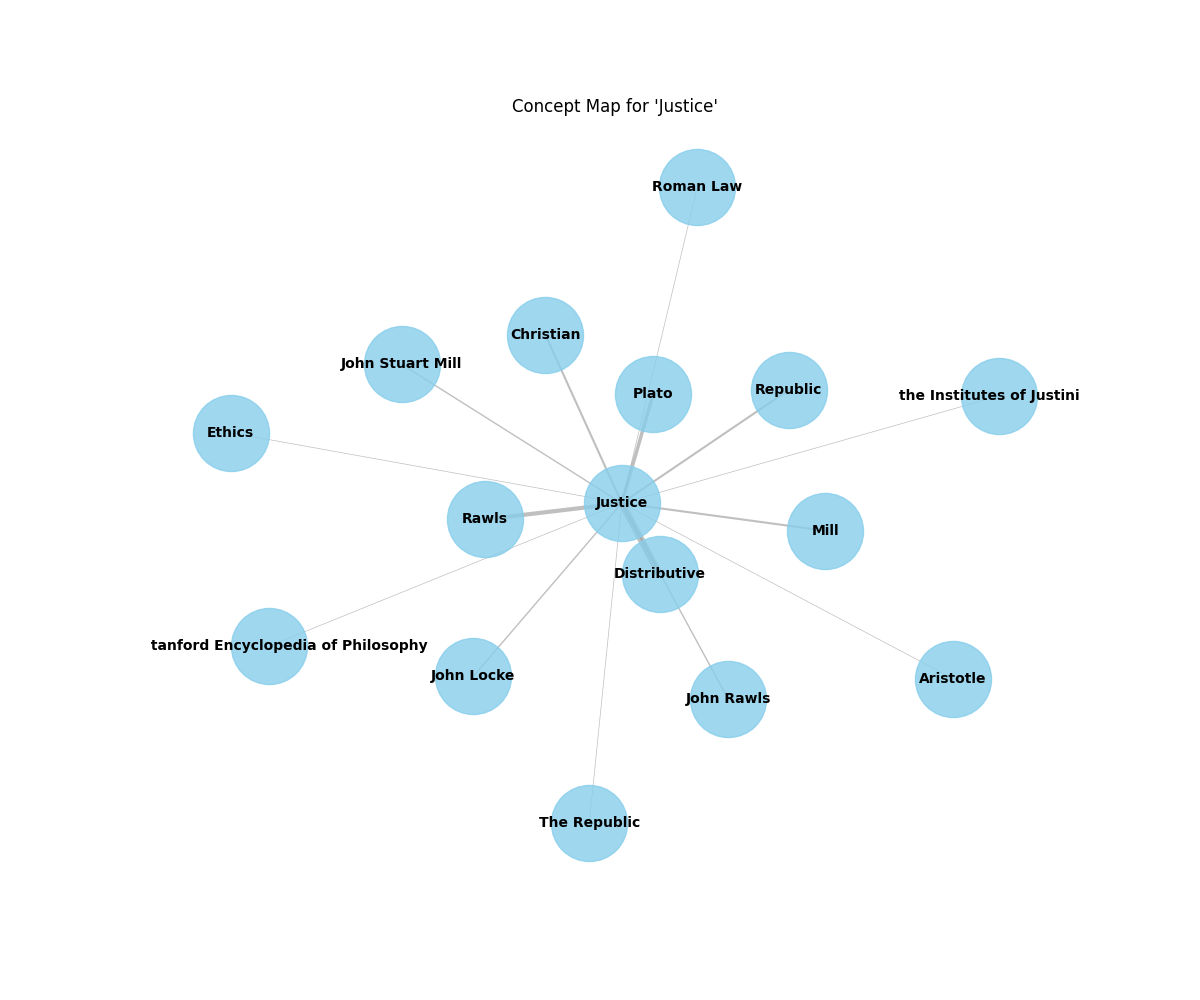 Concept Map for 'Justice'
Roman Law
Christian
John Stuart Mill
Plato
Republic
the Institutes of Justini
Ethics
Justice
Rawls
Mill
Distributive
tanford Encyclopedia of Philosophy
John Locke
John Rawls
Aristotle
The Republic